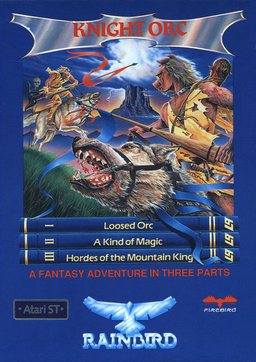 KNIGHT ORC
I Loosed Orc
II A Kind of Magic
III Hordes of the Mountain King
A FANTASY ADVENTURE IN THREE PARTS
Atari ST
FIREBIRD
RAINBIRD